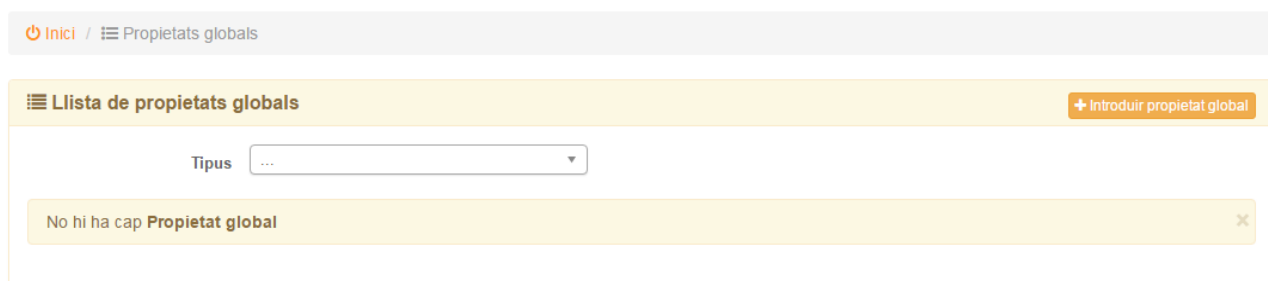 Inici / Propietats globals
Llista de propietats globals
+ Introduir propietat global
Tipus ...
No hi ha cap Propietat global ×